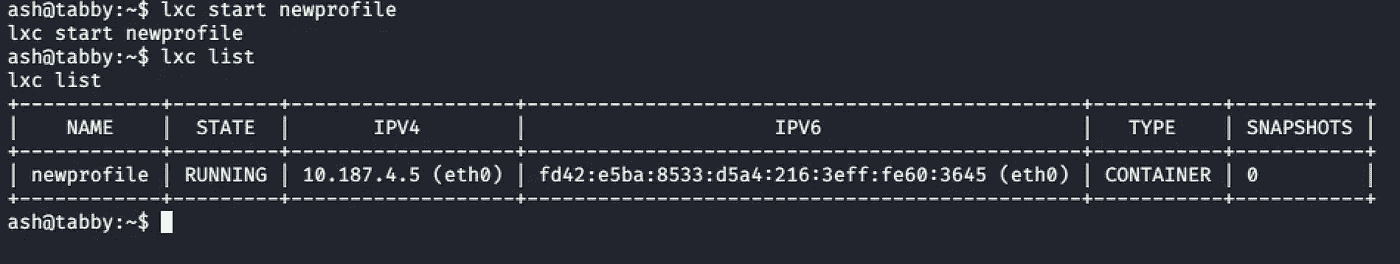 ash@tabby:~$ lxc start newprofile
lxc start newprofile
ash@tabby:~$ lxc list
lxc list
+------------+---------+-------------------+-----------------------------------------------+-----------+-----------+
|    NAME    |  STATE  |       IPV4        |                     IPV6                      |   TYPE    | SNAPSHOTS |
+------------+---------+-------------------+-----------------------------------------------+-----------+-----------+
| newprofile | RUNNING | 10.187.4.5 (eth0) | fd42:e5ba:8533:d5a4:216:3eff:fe60:3645 (eth0) | CONTAINER | 0         |
+------------+---------+-------------------+-----------------------------------------------+-----------+-----------+
ash@tabby:~$